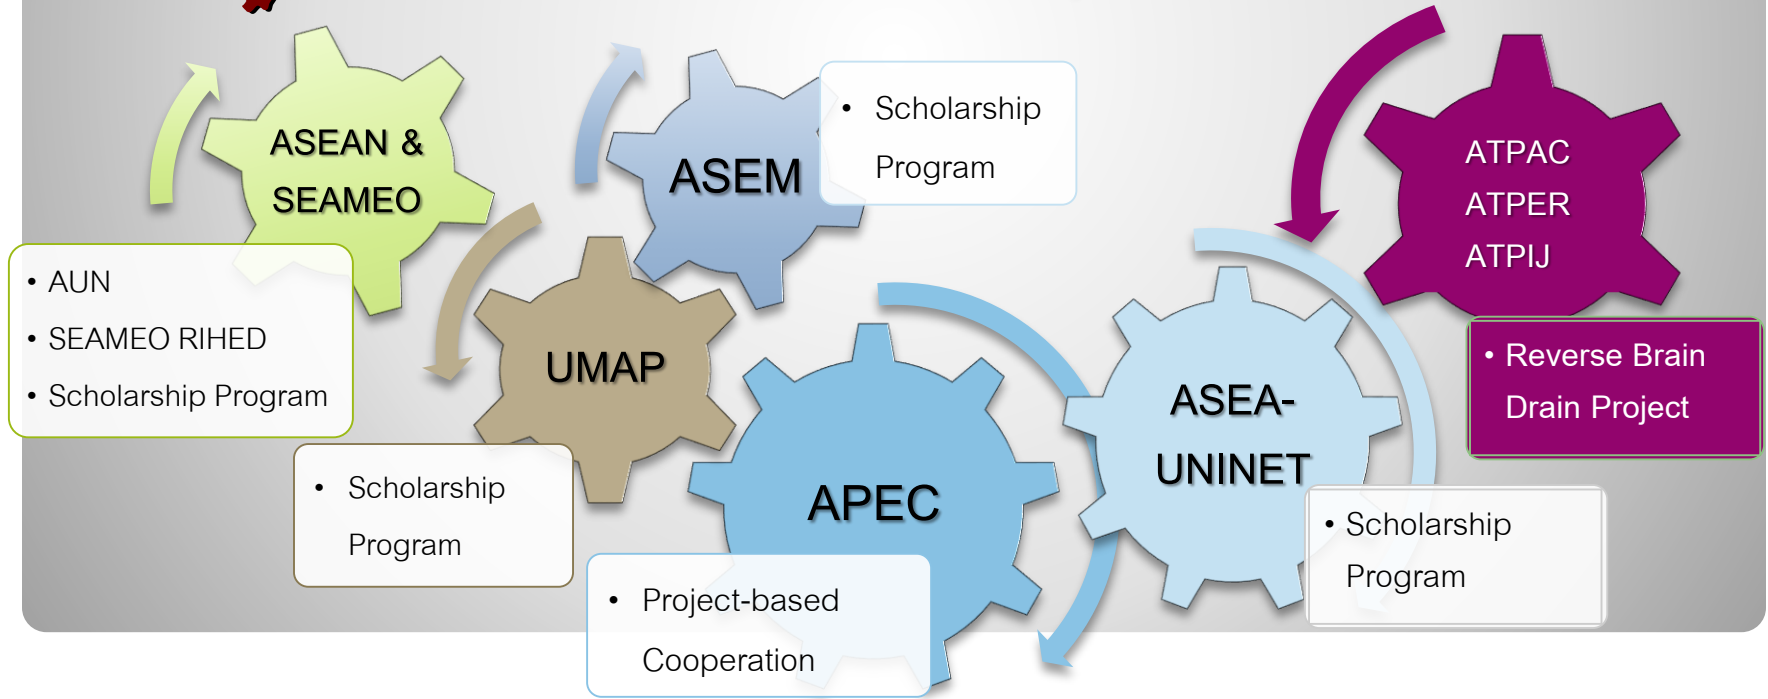 ASEAN &
SEAMEO
• AUN
• SEAMEO RIHED
• Scholarship Program
ASEM
• Scholarship
Program
UMAP
• Scholarship
Program
APEC
• Project-based
Cooperation
ASEA-
UNINET
• Scholarship
Program
ATPAC
ATPER
ATPIJ
• Reverse Brain
Drain Project